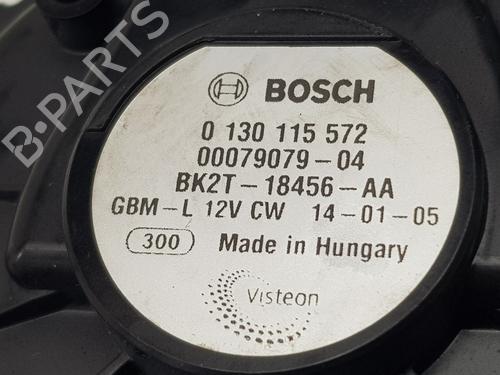 B-PARTS
BOSCH
0 130 115 572
00079079-04
BK2T-18456-AA
GBM-L 12V CW 14-01-05
300 Made in Hungary
Visteon